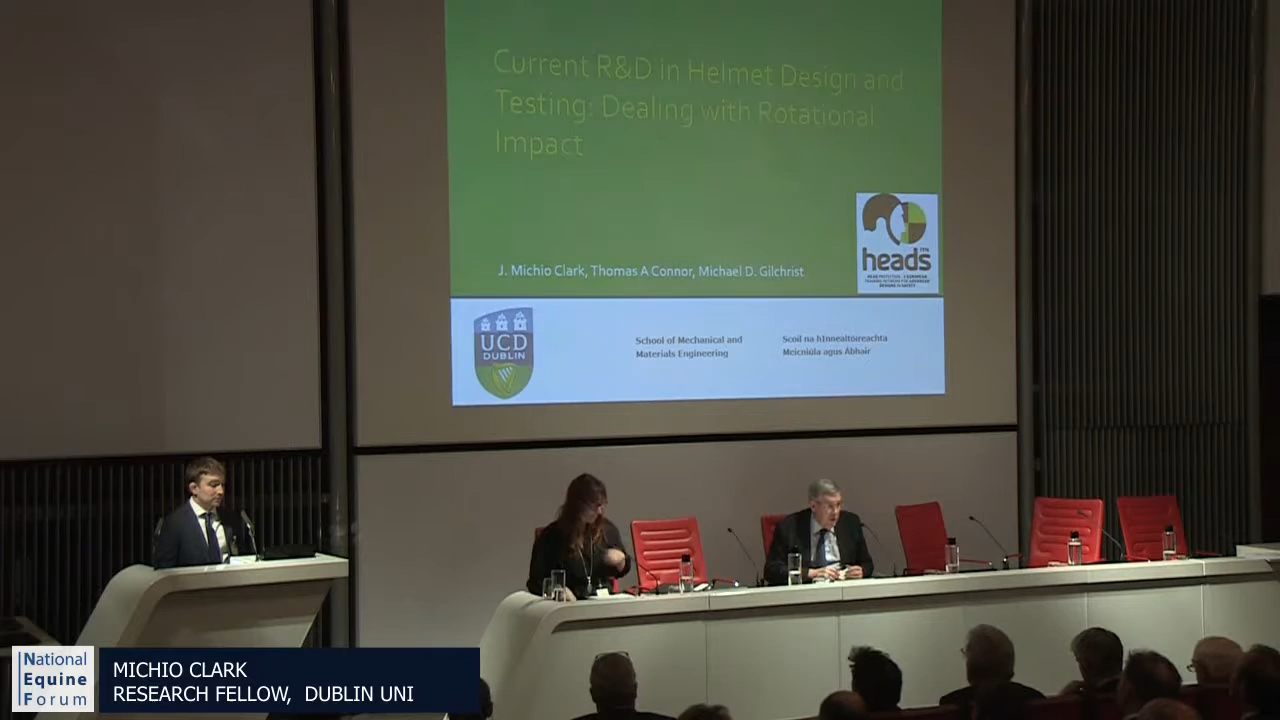 Current R&D in Helmet Design and
Testing: Dealing with Rotational
Impact
J. Michio Clark, Thomas A Connor, Michael D. Gilchrist
heads
UCD
DUBLIN
School of Mechanical and
Materials Engineering
Scoil na hInnealtóireachta
Meicniúla agus Ábhair
National
Equine
Forum
MICHIO CLARK
RESEARCH FELLOW, DUBLIN UNI